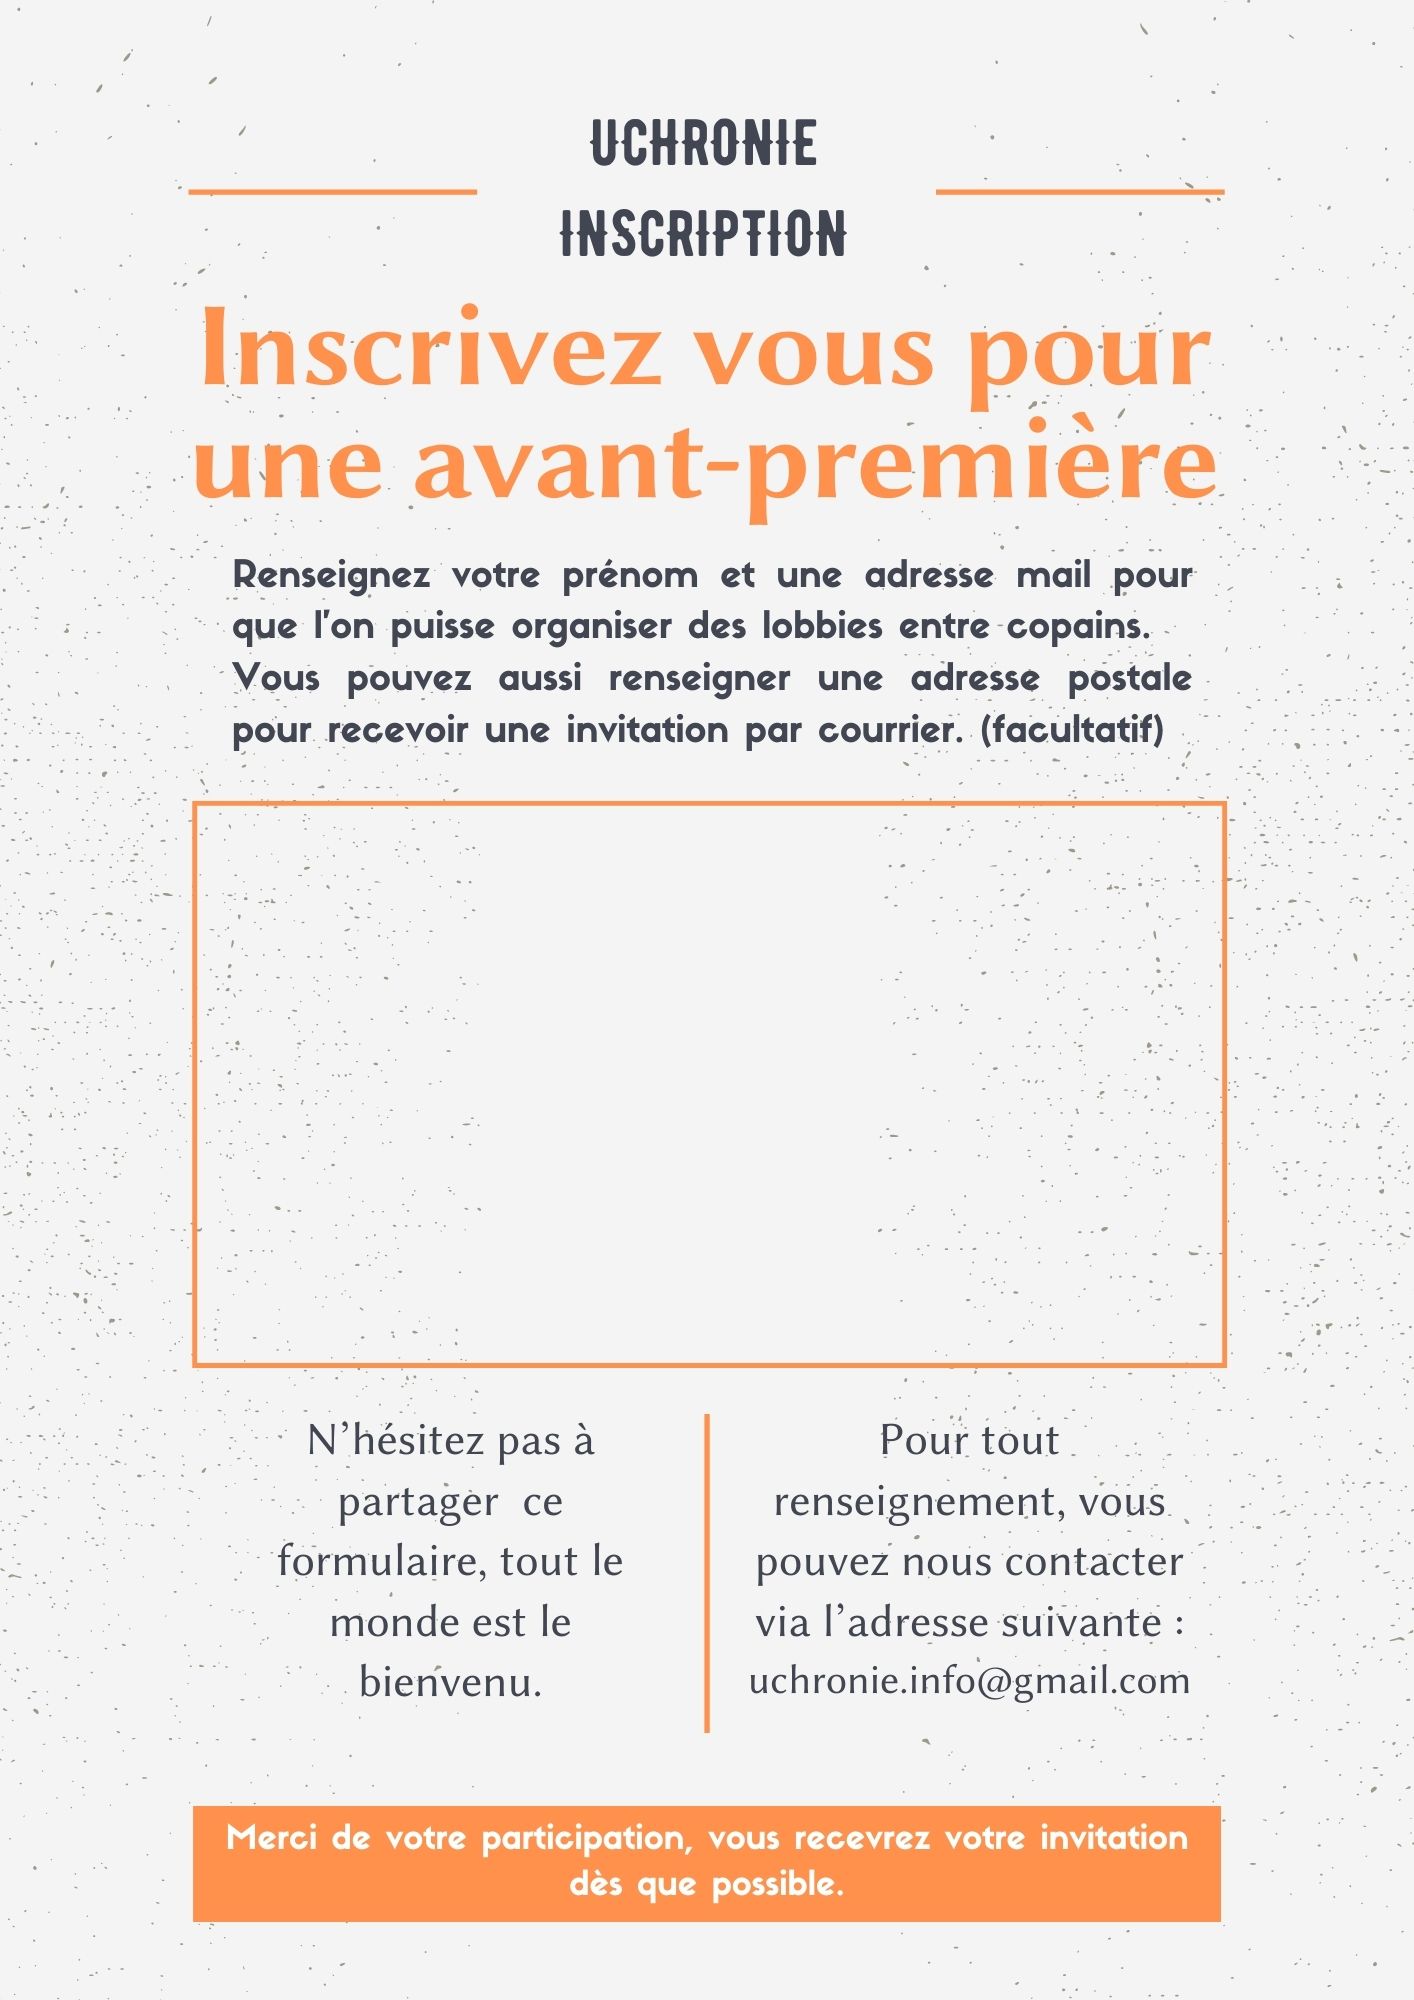 UCHRONIE
INSCRIPTION
Inscrivez vous pour
une avant-première
Renseignez votre prénom et une adresse mail pour
que l'on puisse organiser des lobbies entre copains.
Vous pouvez aussi renseigner une adresse postale
pour recevoir une invitation par courrier. (facultatif)
N'hésitez pas à
partager ce
formulaire, tout le
monde est le
bienvenu.
Pour tout
renseignement, vous
pouvez nous contacter
via l'adresse suivante :
uchronie.info@gmail.com
Merci de votre participation, vous recevrez votre invitation
dès que possible.